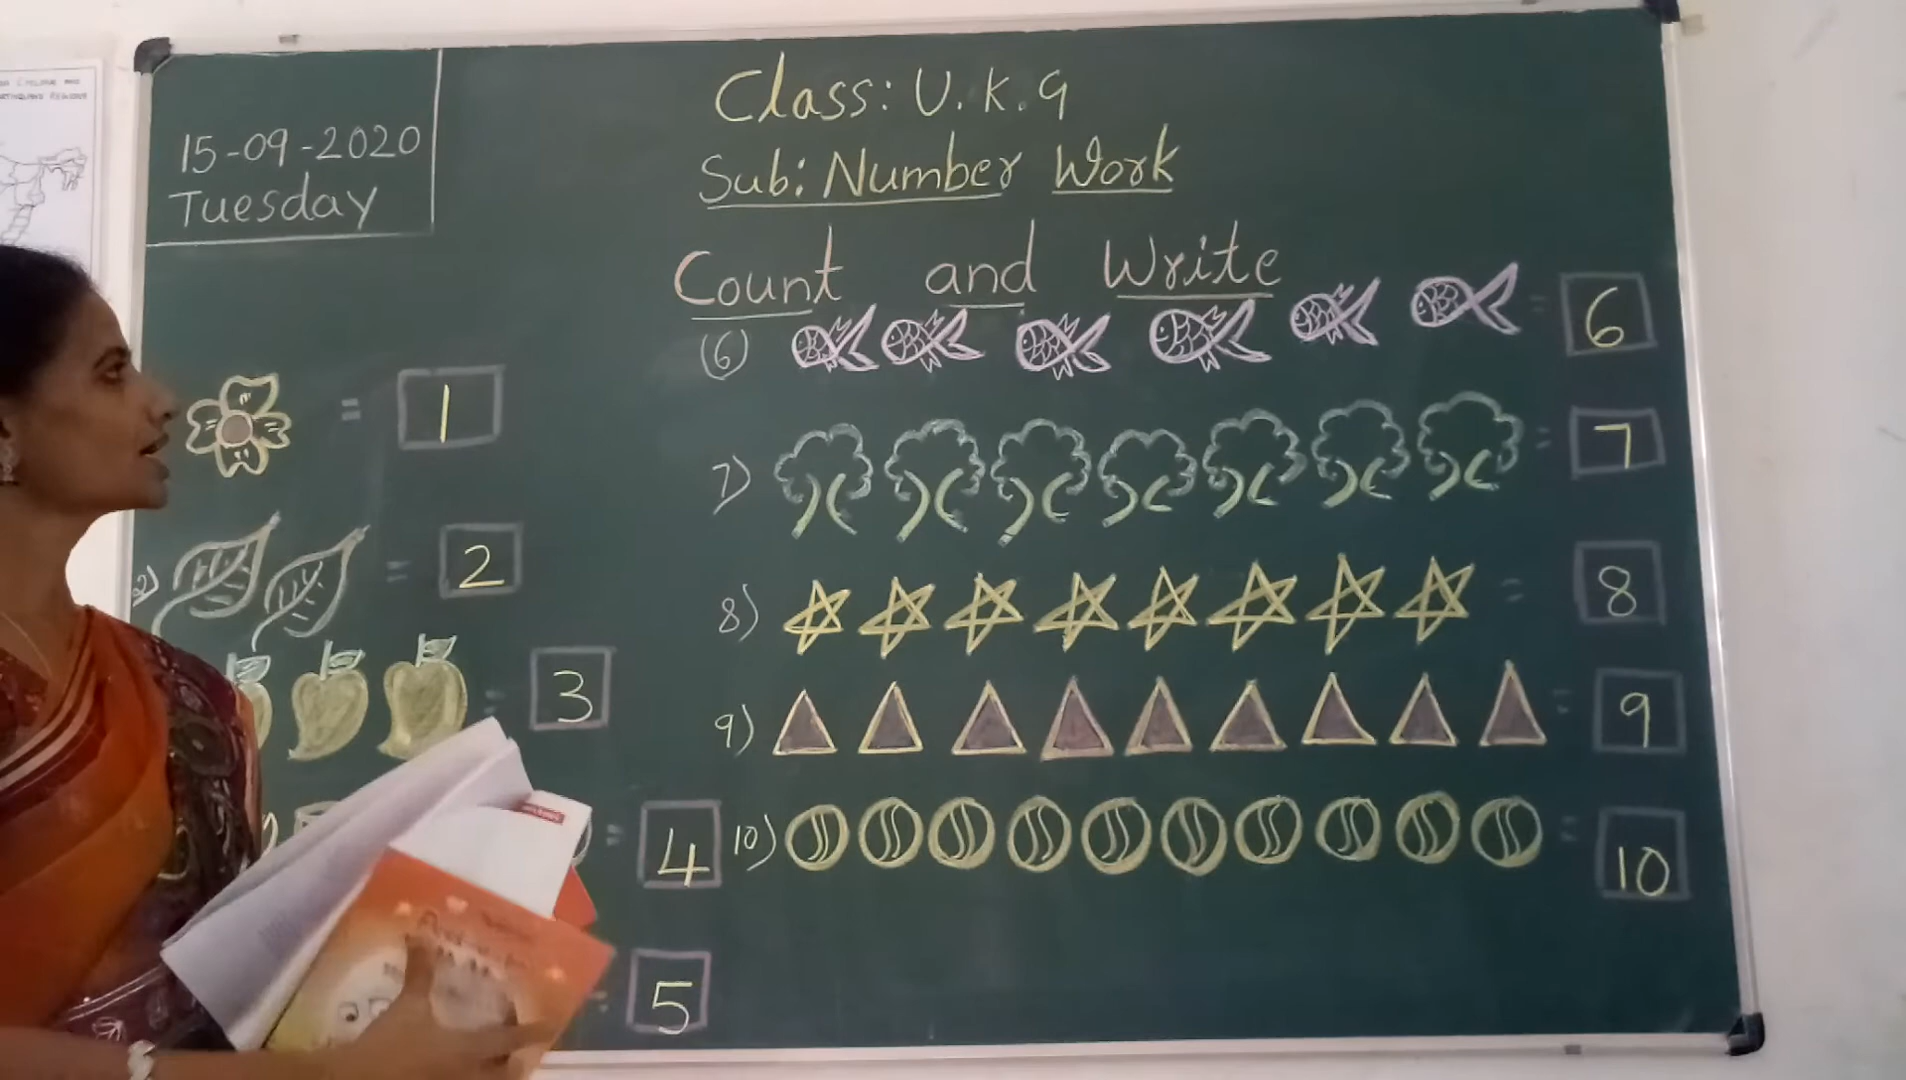 15-09-2020
Tuesday
Class: U.K.G
Sub: Number Work
Count and Write
= 1
2) = 2
= 3
= 4
= 5
(6) = 6
7) = 7
8) = 8
9) = 9
10) = 10